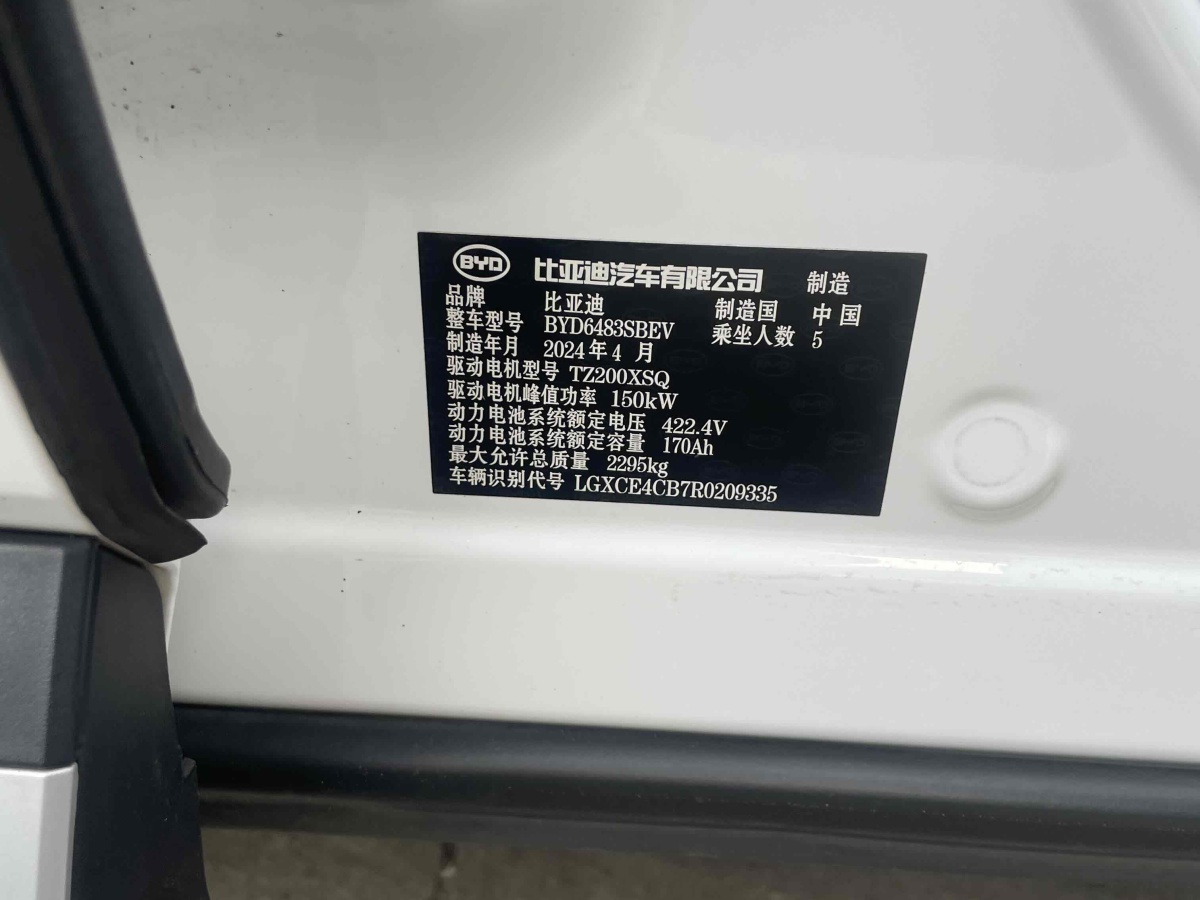 BYD 比亚迪汽车有限公司 制造
品牌 比亚迪 制造国 中国
整车型号 BYD6483SBEV 乘坐人数 5
制造年月 2024年4月
驱动电机型号 TZ200XSQ
驱动电机峰值功率 150kW
动力电池系统额定电压 422.4V
动力电池系统额定容量 170Ah
最大允许总质量 2295kg
车辆识别代号 LGXCE4CB7R0209335